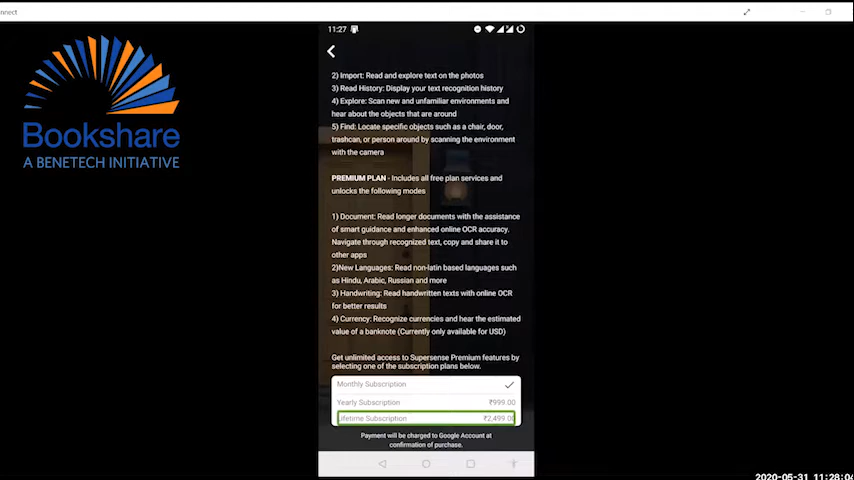 nnect
11:27
Bookshare
A BENETECH INITIATIVE
2) Import: Read and explore text on the photos
3) Read History: Display your text recognition history
4) Explore: Scan new and unfamiliar environments and
hear about the objects that are around
5) Find: Locate specific objects such as a chair, door,
trashcan, or person around by scanning the environment
with the camera
PREMIUM PLAN - Includes all free plan services and
unlocks the following modes
1) Document: Read longer documents with the assistance
of smart guidance and enhanced online OCR accuracy.
Navigate through recognized text, copy and share it to
other apps
2)New Languages: Read non-latin based languages such
as Hindu, Arabic, Russian and more
3) Handwriting: Read handwritten texts with online OCR
for better results
4) Currency: Recognize currencies and hear the estimated
value of a banknote (Currently only available for USD)
Get unlimited access to Supersense Premium features by
selecting one of the subscription plans below.
Monthly Subscription
Yearly Subscription ₹999.00
Lifetime Subscription ₹2,499.00
Payment will be charged to Google Account at
confirmation of purchase.
2020-05-31 11:28:04